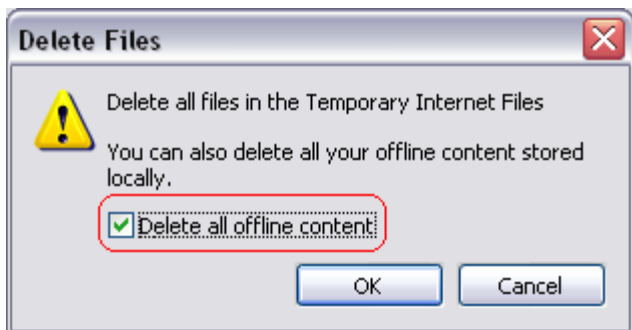 Delete Files
Delete all files in the Temporary Internet Files
You can also delete all your offline content stored
locally.
Delete all offline content
OK Cancel